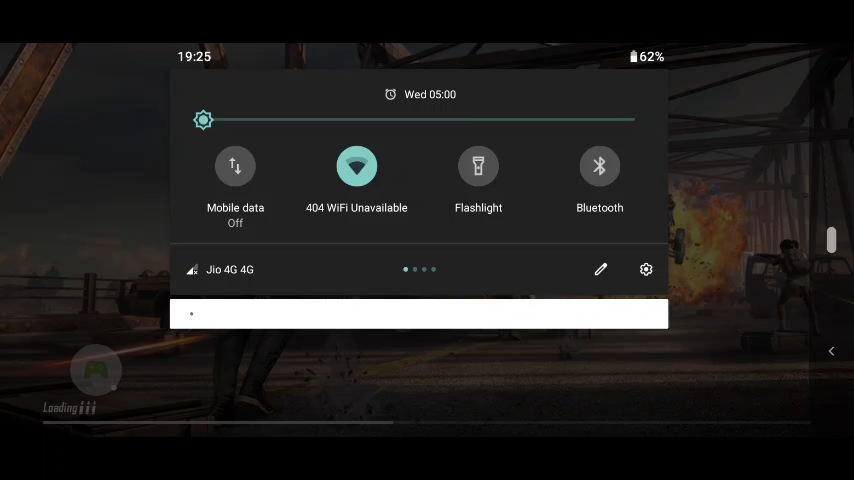 19:25 62%
Wed 05:00
Mobile data 404 WiFi Unavailable Flashlight Bluetooth
Off
Jio 4G 4G
Loading